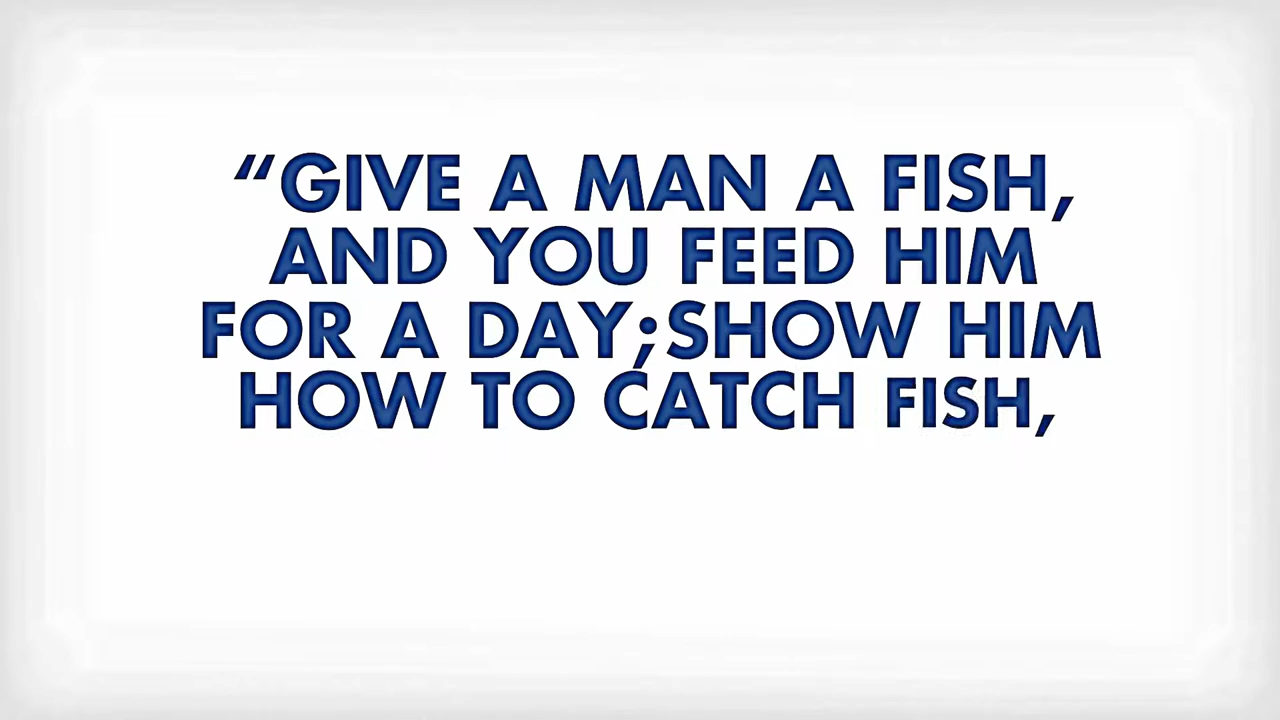 “GIVE A MAN A FISH,
AND YOU FEED HIM
FOR A DAY;SHOW HIM
HOW TO CATCH FISH,